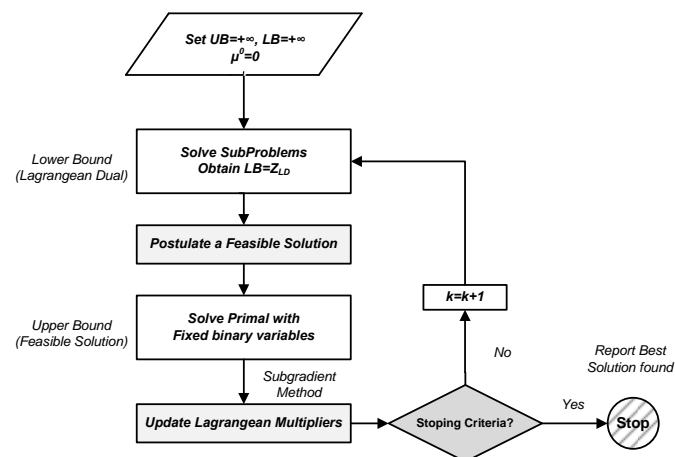 Set UB=+∞, LB=+∞
μ⁰=0
Lower Bound
(Lagrangean Dual)
Solve SubProblems
Obtain LB=Z_LD
Postulate a Feasible Solution
Upper Bound
(Feasible Solution)
Solve Primal with
Fixed binary variables
k=k+1
Subgradient
Method
No
Report Best
Solution found
Update Lagrangean Multipliers
Stoping Criteria?
Yes
Stop